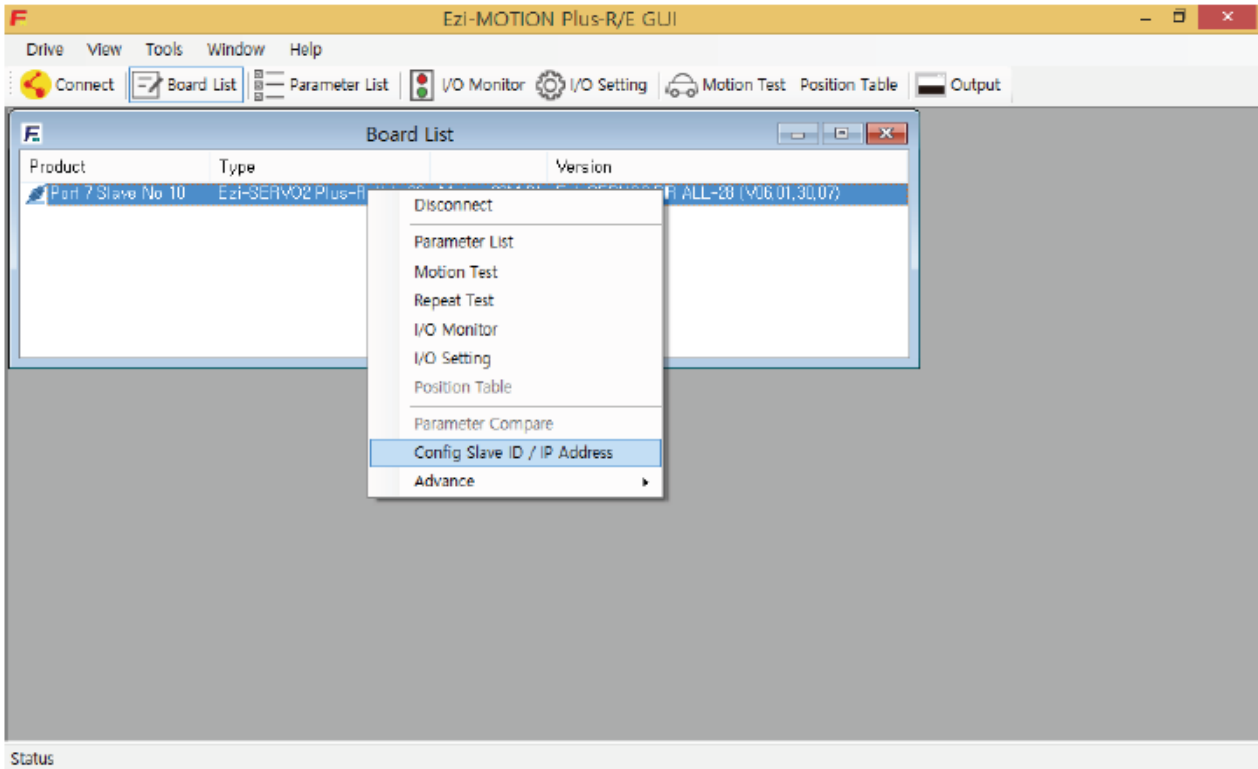 Ezi-MOTION Plus-R/E GUI
Drive View Tools Window Help
Connect Board List Parameter List I/O Monitor I/O Setting Motion Test Position Table Output
Board List
Product Type Version
Port 7 Slave No 10 Ezi-SERVO2 Plus-R ALL-28 (V06,01,30,07)
Disconnect
Parameter List
Motion Test
Repeat Test
I/O Monitor
I/O Setting
Position Table
Parameter Compare
Config Slave ID / IP Address
Advance
Status